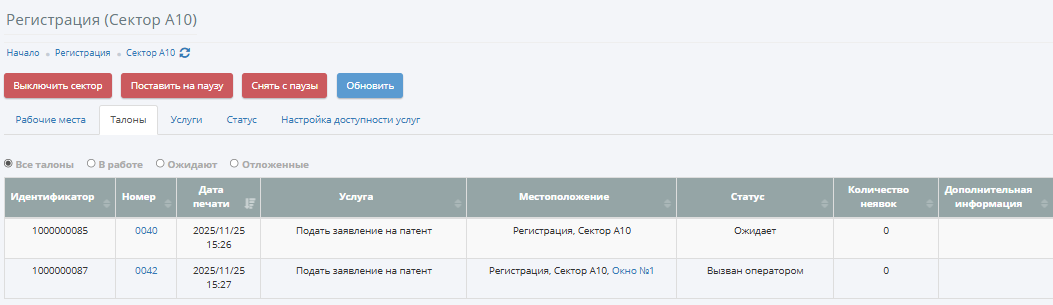 Регистрация (Сектор А10)
Начало Регистрация Сектор А10
Выключить сектор Поставить на паузу Снять с паузы Обновить
Рабочие места Талоны Услуги Статус Настройка доступности услуг
Все талоны В работе Ожидают Отложенные
Идентификатор Номер Дата печати Услуга Местоположение Статус Количество неявок Дополнительная информация
1000000085 0040 2025/11/25 15:26 Подать заявление на патент Регистрация, Сектор А10 Ожидает 0
1000000087 0042 2025/11/25 15:27 Подать заявление на патент Регистрация, Сектор А10, Окно №1 Вызван оператором 0